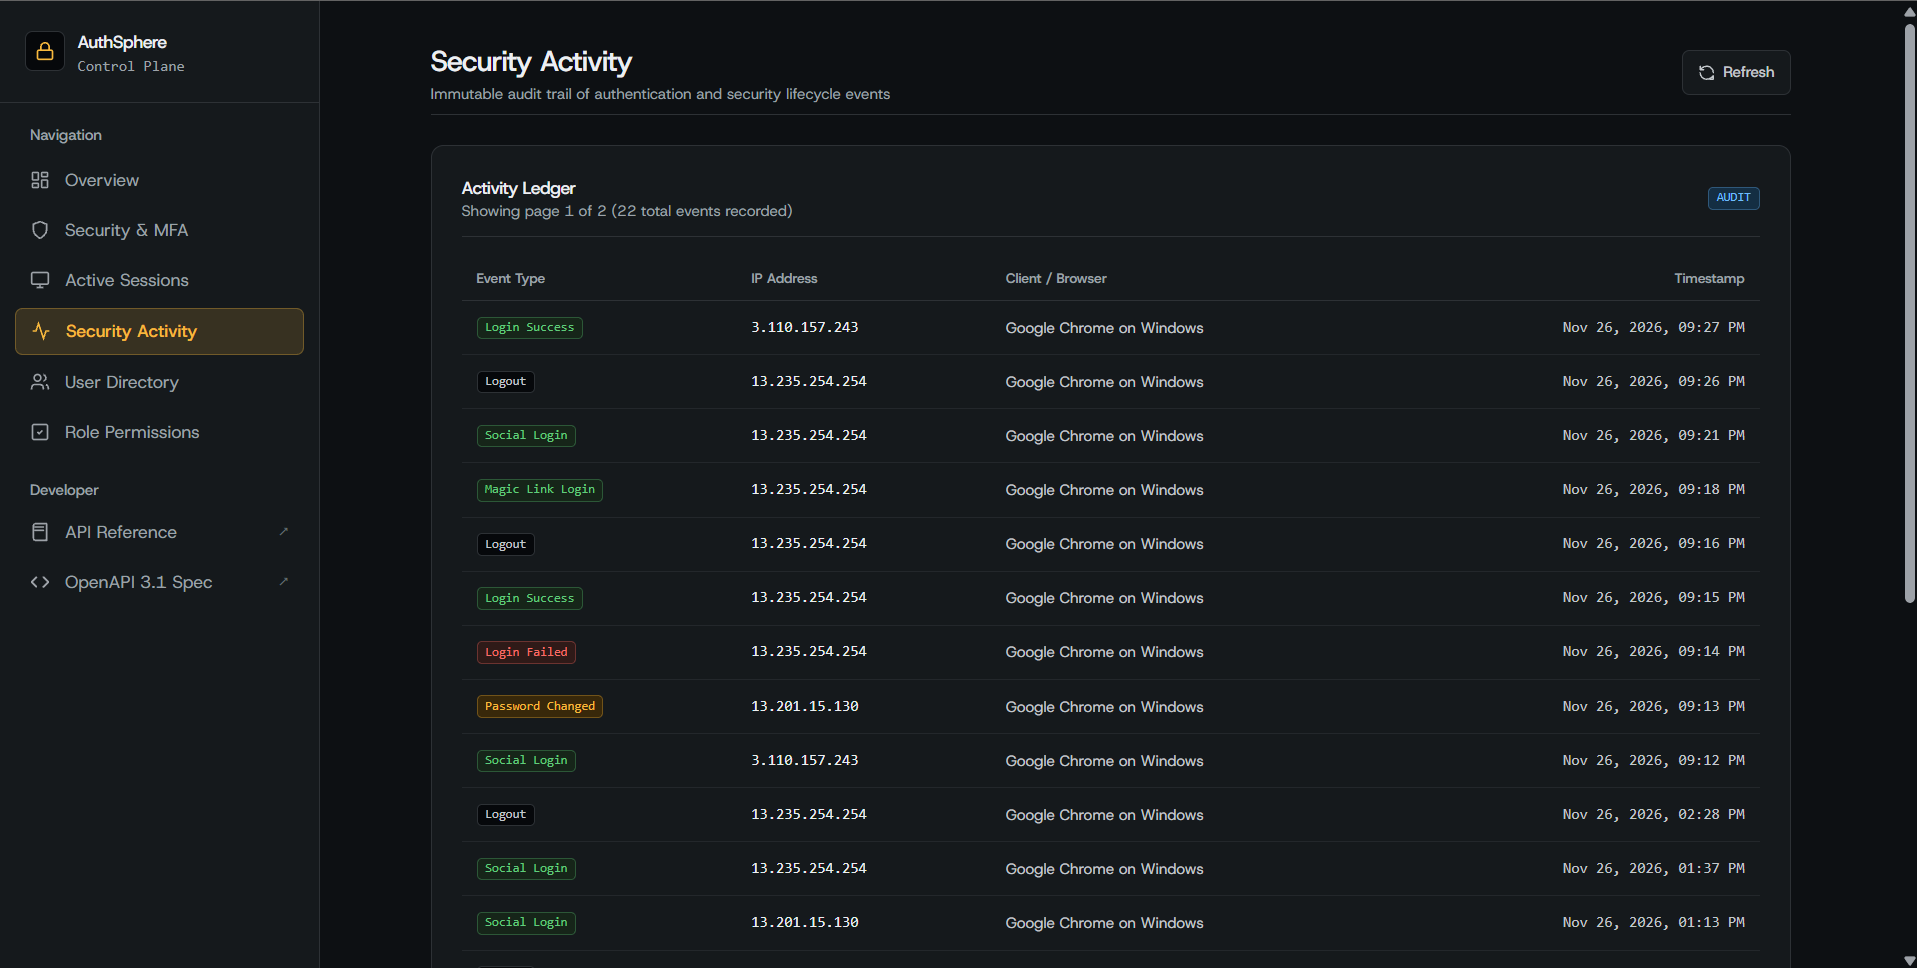 AuthSphere
Control Plane
Navigation
Overview
Security & MFA
Active Sessions
Security Activity
User Directory
Role Permissions
Developer
API Reference ↗
OpenAPI 3.1 Spec ↗
Security Activity
Immutable audit trail of authentication and security lifecycle events
Refresh
Activity Ledger
Showing page 1 of 2 (22 total events recorded)
AUDIT
Event Type IP Address Client / Browser Timestamp
Login Success 3.110.157.243 Google Chrome on Windows Nov 26, 2026, 09:27 PM
Logout 13.235.254.254 Google Chrome on Windows Nov 26, 2026, 09:26 PM
Social Login 13.235.254.254 Google Chrome on Windows Nov 26, 2026, 09:21 PM
Magic Link Login 13.235.254.254 Google Chrome on Windows Nov 26, 2026, 09:18 PM
Logout 13.235.254.254 Google Chrome on Windows Nov 26, 2026, 09:16 PM
Login Success 13.235.254.254 Google Chrome on Windows Nov 26, 2026, 09:15 PM
Login Failed 13.235.254.254 Google Chrome on Windows Nov 26, 2026, 09:14 PM
Password Changed 13.201.15.130 Google Chrome on Windows Nov 26, 2026, 09:13 PM
Social Login 3.110.157.243 Google Chrome on Windows Nov 26, 2026, 09:12 PM
Logout 13.235.254.254 Google Chrome on Windows Nov 26, 2026, 02:28 PM
Social Login 13.235.254.254 Google Chrome on Windows Nov 26, 2026, 01:37 PM
Social Login 13.201.15.130 Google Chrome on Windows Nov 26, 2026, 01:13 PM